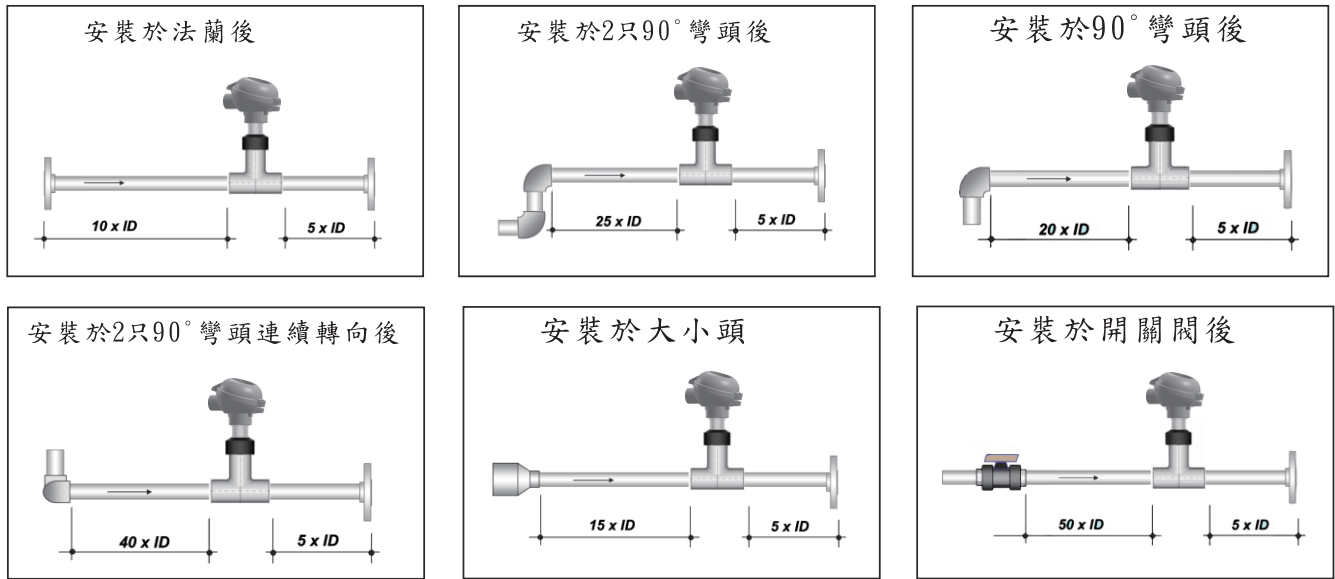 安裝於法蘭後
10 x ID
5 x ID
安裝於2只90°彎頭後
25 x ID
5 x ID
安裝於90°彎頭後
20 x ID
5 x ID
安裝於2只90°彎頭連續轉向後
40 x ID
5 x ID
安裝於大小頭
15 x ID
5 x ID
安裝於開關閥後
50 x ID
5 x ID